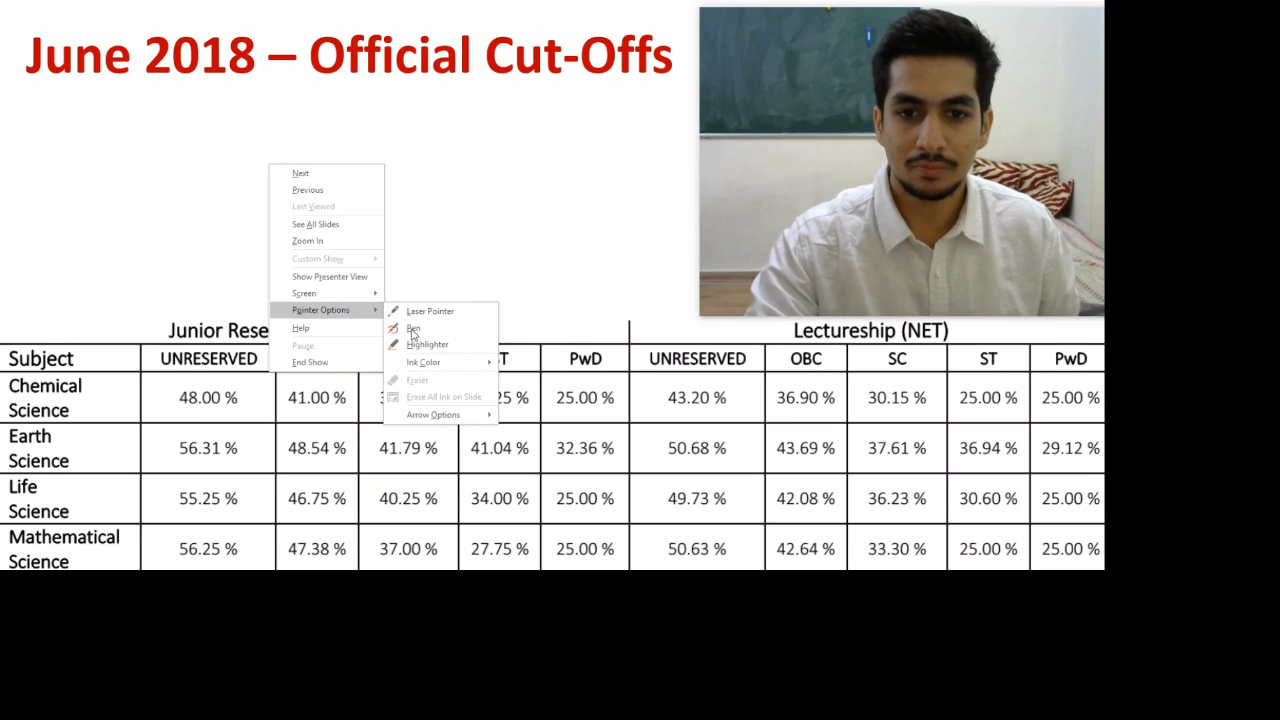 June 2018 – Official Cut-Offs
Next
Previous
Last Viewed
See All Slides
Zoom In
Custom Show
Show Presenter View
Screen
Pointer Options
Help
Pause
End Show
Laser Pointer
Pen
Highlighter
Ink Color
Eraser
Erase All Ink on Slide
Arrow Options
Junior Rese Lectureship (NET)
Subject UNRESERVED PwD UNRESERVED OBC SC ST PwD
Chemical
Science 48.00 % 41.00 % 25.00 % 43.20 % 36.90 % 30.15 % 25.00 % 25.00 %
Earth
Science 56.31 % 48.54 % 41.79 % 41.04 % 32.36 % 50.68 % 43.69 % 37.61 % 36.94 % 29.12 %
Life
Science 55.25 % 46.75 % 40.25 % 34.00 % 25.00 % 49.73 % 42.08 % 36.23 % 30.60 % 25.00 %
Mathematical
Science 56.25 % 47.38 % 37.00 % 27.75 % 25.00 % 50.63 % 42.64 % 33.30 % 25.00 % 25.00 %